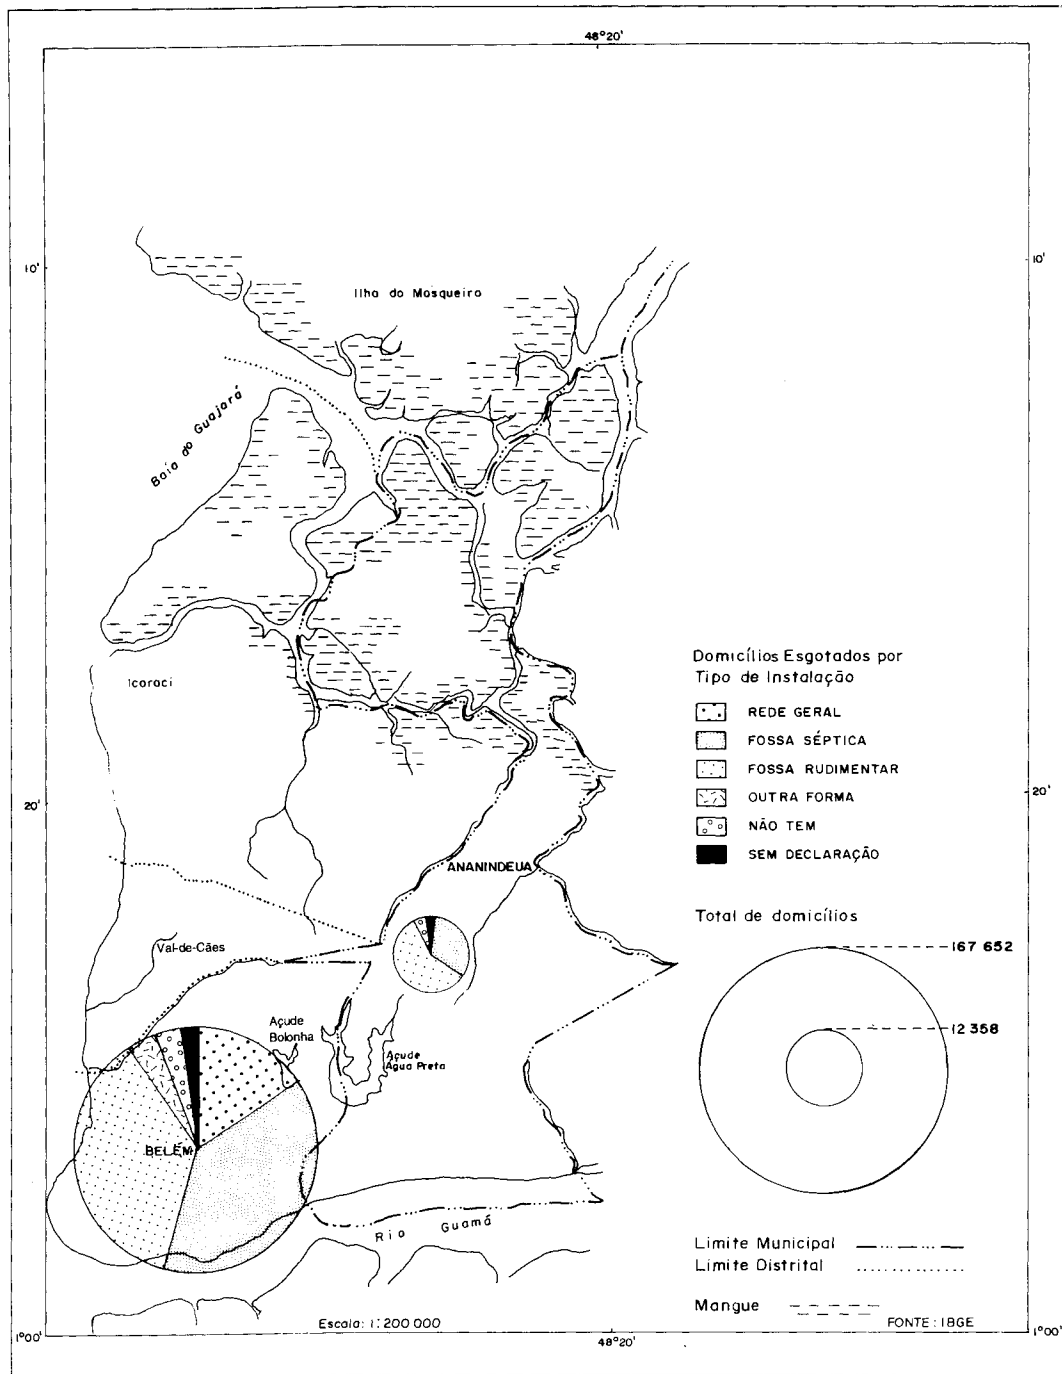 48°20'
10'
10'
Ilha do Mosqueiro
Baía do Guajará
Icoraci
Domicílios Esgotados por
Tipo de Instalação
REDE GERAL
FOSSA SÉPTICA
FOSSA RUDIMENTAR
OUTRA FORMA
NÃO TEM
SEM DECLARAÇÃO
20'
20'
ANANINDEUA
Total de domicílios
167 652
12 358
Val-de-Cães
Açude
Bolonha
Açude
Água Preta
BELÉM
Rio Guamá
Limite Municipal
Limite Distrital
Mangue
1°00'
Escala: 1:200 000
48°20'
FONTE: IBGE
1°00'